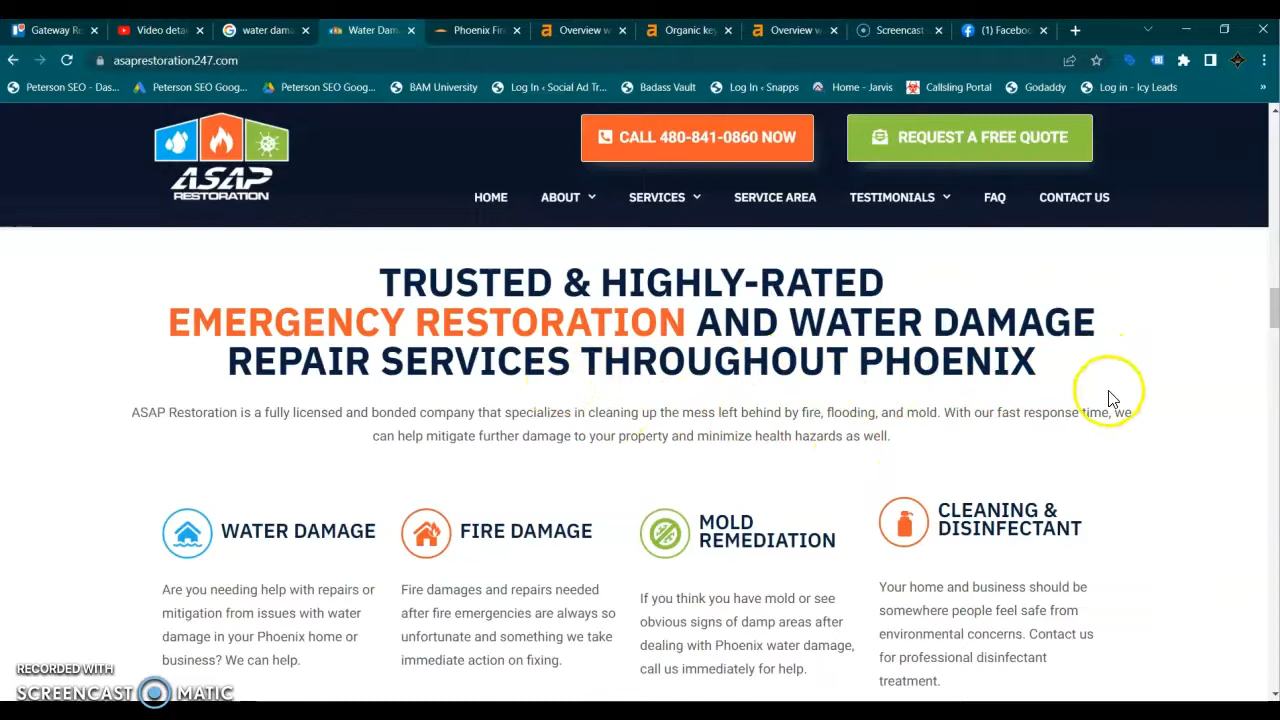 Gateway Re
Video detai
water dama
Water Dam
Phoenix Fir
Overview w
Organic key
Overview w
Screencast
(1) Faceboo
asaprestoration247.com
Peterson SEO - Das...
Peterson SEO Goog...
Peterson SEO Goog...
BAM University
Log In ‹ Social Ad Tr...
Badass Vault
Log In ‹ Snapps
Home - Jarvis
Callsling Portal
Godaddy
Log in - Icy Leads
»
ASAP
RESTORATION
CALL 480-841-0860 NOW
REQUEST A FREE QUOTE
HOME
ABOUT
SERVICES
SERVICE AREA
TESTIMONIALS
FAQ
CONTACT US
TRUSTED & HIGHLY-RATED
EMERGENCY RESTORATION AND WATER DAMAGE
REPAIR SERVICES THROUGHOUT PHOENIX
ASAP Restoration is a fully licensed and bonded company that specializes in cleaning up the mess left behind by fire, flooding, and mold. With our fast response time, we
can help mitigate further damage to your property and minimize health hazards as well.
WATER DAMAGE
Are you needing help with repairs or
mitigation from issues with water
damage in your Phoenix home or
business? We can help.
FIRE DAMAGE
Fire damages and repairs needed
after fire emergencies are always so
unfortunate and something we take
immediate action on fixing.
MOLD
REMEDIATION
If you think you have mold or see
obvious signs of damp areas after
dealing with Phoenix water damage,
call us immediately for help.
CLEANING &
DISINFECTANT
Your home and business should be
somewhere people feel safe from
environmental concerns. Contact us
for professional disinfectant
treatment.
RECORDED WITH
SCREENCAST MATIC